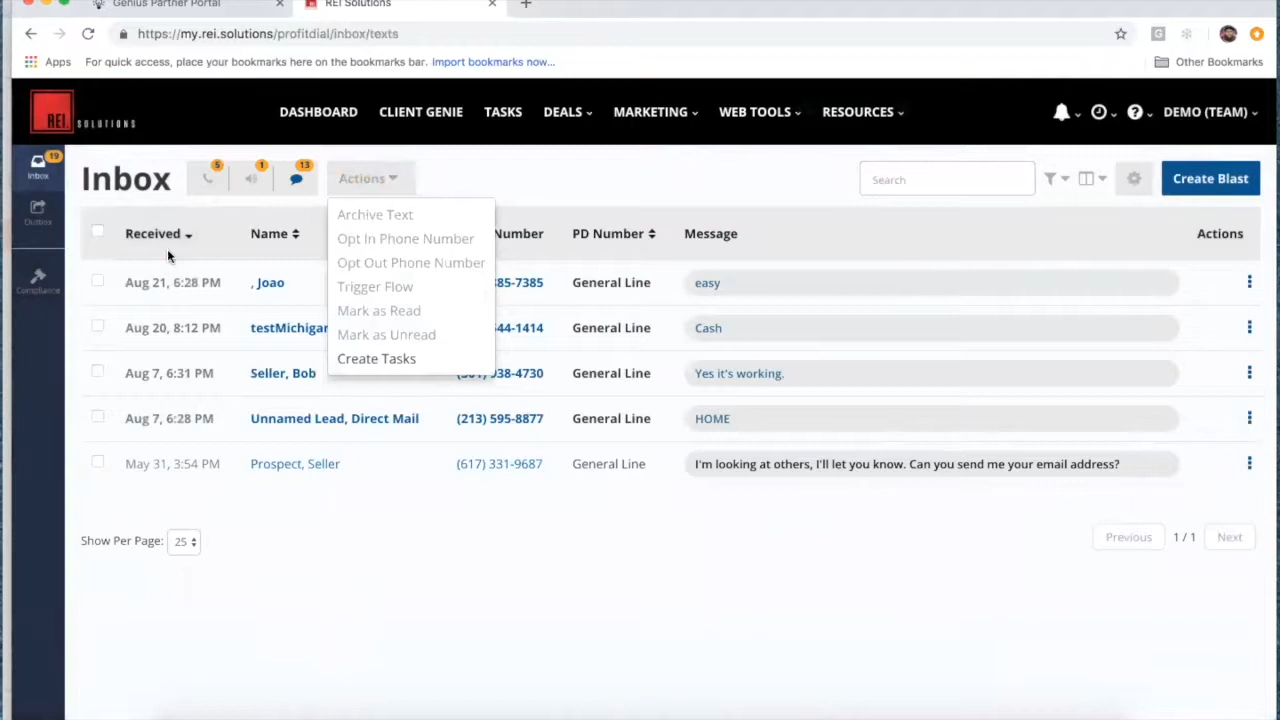 Genius Partner Portal
REI Solutions
https://my.rei.solutions/profitdial/inbox/texts
Apps For quick access, place your bookmarks here on the bookmarks bar. Import bookmarks now... Other Bookmarks
REI SOLUTIONS DASHBOARD CLIENT GENIE TASKS DEALS MARKETING WEB TOOLS RESOURCES DEMO (TEAM)
19
Inbox
Outbox
Compliance
Inbox 5 1 13 Actions Search Create Blast
Archive Text
Opt In Phone Number
Opt Out Phone Number
Trigger Flow
Mark as Read
Mark as Unread
Create Tasks
Received Name Number PD Number Message Actions
Aug 21, 6:28 PM , Joao 85-7385 General Line easy
Aug 20, 8:12 PM testMichigan 44-1414 General Line Cash
Aug 7, 6:31 PM Seller, Bob 938-4730 General Line Yes it's working.
Aug 7, 6:28 PM Unnamed Lead, Direct Mail (213) 595-8877 General Line HOME
May 31, 3:54 PM Prospect, Seller (617) 331-9687 General Line I'm looking at others, I'll let you know. Can you send me your email address?
Show Per Page: 25 Previous 1 / 1 Next